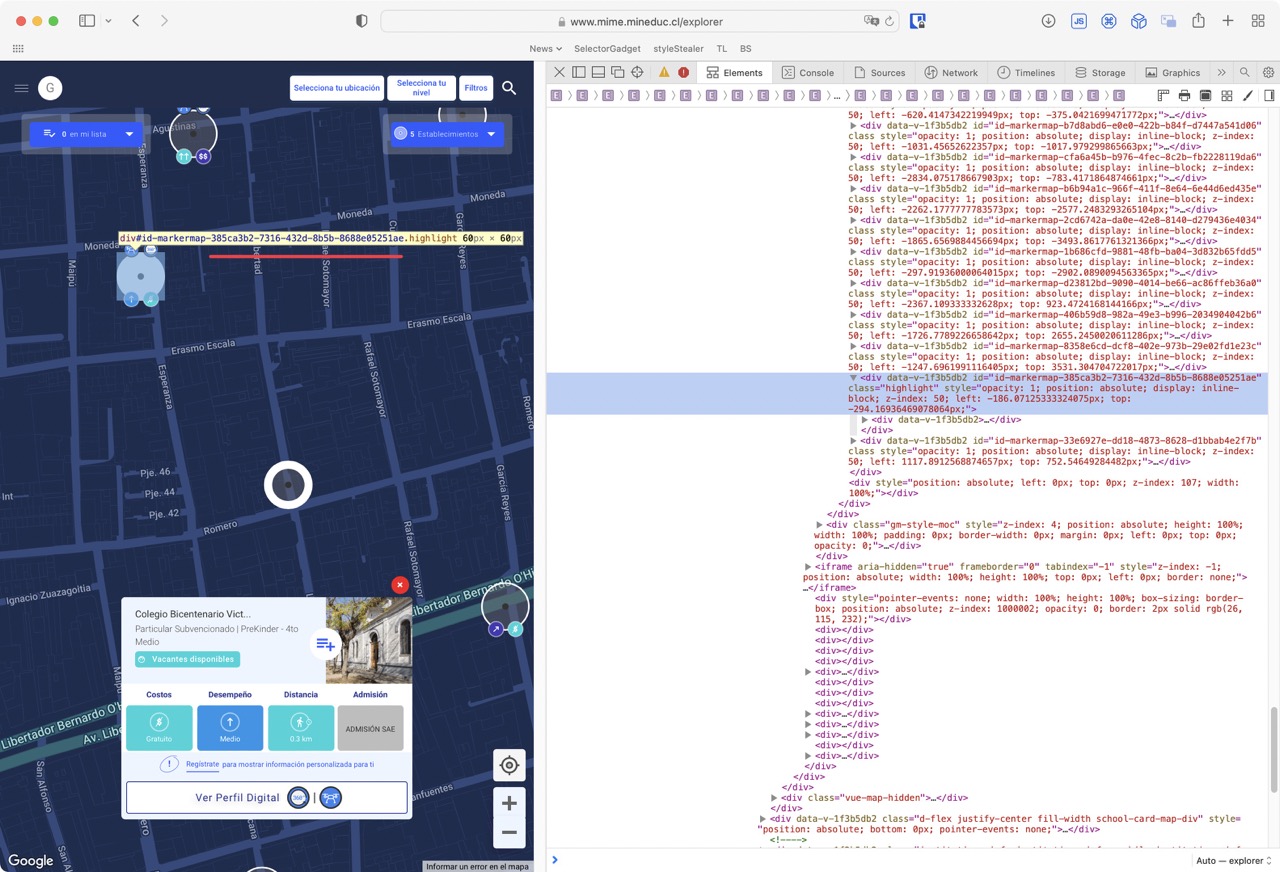 www.mime.mineduc.cl/explorer
News
SelectorGadget
styleStealer
TL
BS
G
Selecciona tu ubicación
Selecciona tu
nivel
Filtros
0 en mi lista
5 Establecimientos
Agustinas
Esperanza
Moneda
Moneda
Moneda
div#id-markermap-385ca3b2-7316-432d-8b5b-8688e05251ae.highlight 60px × 60px
Maipú
Libertad
Sotomayor
García Reyes
Erasmo Escala
Erasmo Escala
Esperanza
Rafael Sotomayor
Romero
Pje. 46
Pje. 44
Pje. 42
Int
Romero
Rafael Sotomayor
García Reyes
Ignacio Zuazagoitia
Libertador Bernardo O'Hi
Colegio Bicentenario Vict...
Particular Subvencionado | PreKinder - 4to
Medio
Vacantes disponibles
Costos
Desempeño
Distancia
Admisión
Gratuito
Medio
0.3 km
ADMISIÓN SAE
Regístrate para mostrar información personalizada para ti
Ver Perfil Digital
360°
|
Libertador Bernardo O'H
Av. Lib
San Alfonso
San Al
Google
Informar un error en el mapa
Elements
Console
Sources
Network
Timelines
Storage
Graphics
50; left: -620.4147342219949px; top: -375.0421699471772px;">…</div>
<div data-v-1f3b5db2 id="id-markermap-b7d8abd6-e0e0-422b-b84f-d7447a541d06"
class style="opacity: 1; position: absolute; display: inline-block; z-index:
50; left: -1031.45652622357px; top: -1017.979299865663px;">…</div>
<div data-v-1f3b5db2 id="id-markermap-cfa6a45b-b976-4fec-8c2b-fb2228119da6"
class style="opacity: 1; position: absolute; display: inline-block; z-index:
50; left: -2834.075178667903px; top: -783.4171864874661px;">…</div>
<div data-v-1f3b5db2 id="id-markermap-b6b94a1c-966f-411f-8e64-6e44d6ed435e"
class style="opacity: 1; position: absolute; display: inline-block; z-index:
50; left: -2262.1777777783573px; top: -2577.2483293265104px;">…</div>
<div data-v-1f3b5db2 id="id-markermap-2cd6742a-da0e-42e8-8140-d279436e4034"
class style="opacity: 1; position: absolute; display: inline-block; z-index:
50; left: -1865.6569884456694px; top: -3493.8617761321366px;">…</div>
<div data-v-1f3b5db2 id="id-markermap-1b686cfd-9881-48fb-ba04-3d832b65fdd5"
class style="opacity: 1; position: absolute; display: inline-block; z-index:
50; left: -297.91936000064015px; top: -2902.0890094563365px;">…</div>
<div data-v-1f3b5db2 id="id-markermap-d23812bd-9090-4014-be66-ac86ffeb36a0"
class style="opacity: 1; position: absolute; display: inline-block; z-index:
50; left: -2367.109333332628px; top: 923.4724168144166px;">…</div>
<div data-v-1f3b5db2 id="id-markermap-406b59d8-982a-49e3-b996-2034904042b6"
class style="opacity: 1; position: absolute; display: inline-block; z-index:
50; left: -1726.7789226658642px; top: 2655.2450020611286px;">…</div>
<div data-v-1f3b5db2 id="id-markermap-8358e6cd-dcf8-402e-973b-29e02fd1e23c"
class style="opacity: 1; position: absolute; display: inline-block; z-index:
50; left: -1247.6961991116405px; top: 3531.304704722017px;">…</div>
<div data-v-1f3b5db2 id="id-markermap-385ca3b2-7316-432d-8b5b-8688e05251ae"
class="highlight" style="opacity: 1; position: absolute; display: inline-
block; z-index: 50; left: -186.07125333324075px; top:
-294.16936469078064px;">
<div data-v-1f3b5db2>…</div>
</div>
<div data-v-1f3b5db2 id="id-markermap-33e6927e-dd18-4873-8628-d1bbab4e2f7b"
class style="opacity: 1; position: absolute; display: inline-block; z-index:
50; left: 1117.8912568874657px; top: 752.54649284482px;">…</div>
</div>
<div style="position: absolute; left: 0px; top: 0px; z-index: 107; width:
100%;"></div>
</div>
</div>
<div class="gm-style-moc" style="z-index: 4; position: absolute; height: 100%;
width: 100%; padding: 0px; border-width: 0px; margin: 0px; left: 0px; top: 0px;
opacity: 0;">…</div>
</div>
<iframe aria-hidden="true" frameborder="0" tabindex="-1" style="z-index: -1;
position: absolute; width: 100%; height: 100%; top: 0px; left: 0px; border: none;">
…</iframe>
<div style="pointer-events: none; width: 100%; height: 100%; box-sizing: border-
box; position: absolute; z-index: 1000002; opacity: 0; border: 2px solid rgb(26,
115, 232);"></div>
<div></div>
<div></div>
<div></div>
<div></div>
<div>…</div>
<div></div>
<div></div>
<div></div>
<div>…</div>
<div>…</div>
<div>…</div>
<div></div>
<div>…</div>
</div>
</div>
</div>
<div class="vue-map-hidden">…</div>
</div>
<div data-v-1f3b5db2 class="d-flex justify-center fill-width school-card-map-div" style=
"position: absolute; bottom: 0px; pointer-events: none;">…</div>
<!---->
Auto — explorer